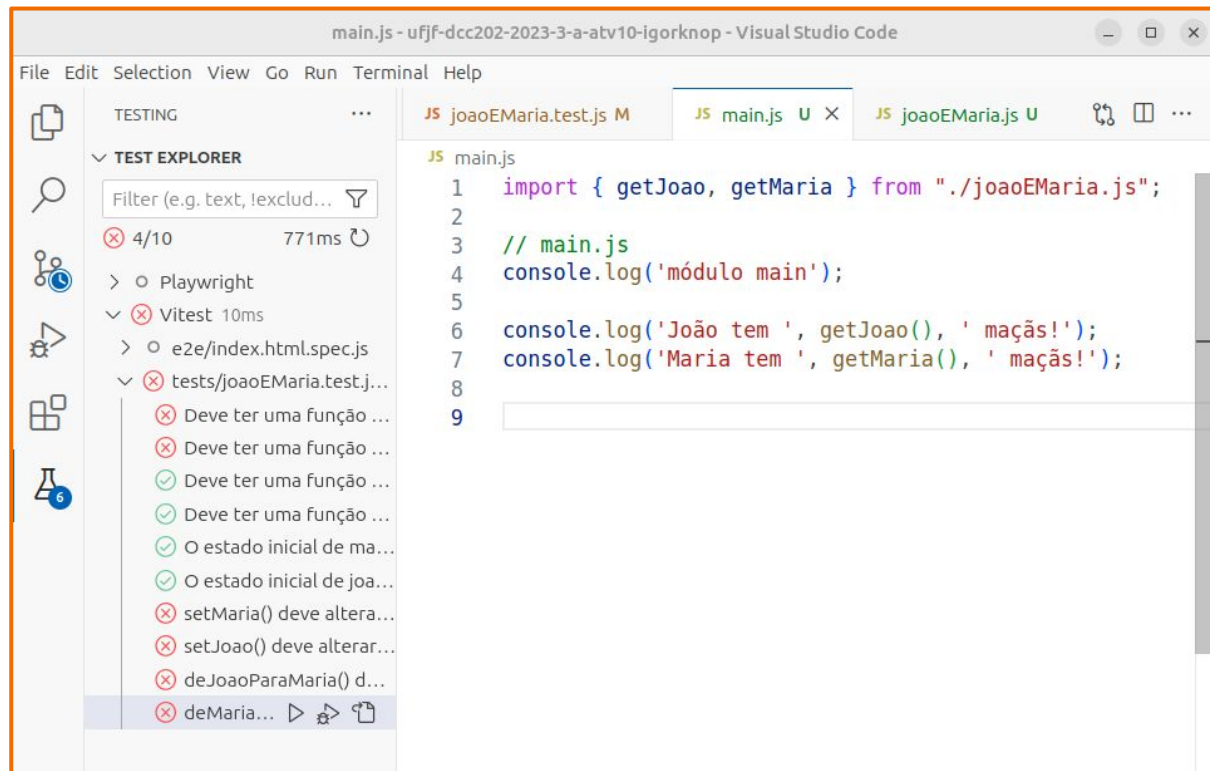 main.js - ufjf-dcc202-2023-3-a-atv10-igorknop - Visual Studio Code
File Edit Selection View Go Run Terminal Help
TESTING ...
JS joaoEMaria.test.js M JS main.js U JS joaoEMaria.js U ...
TEST EXPLORER
JS main.js
Filter (e.g. text, !exclud...
4/10 771ms
Playwright
Vitest 10ms
e2e/index.html.spec.js
tests/joaoEMaria.test.j...
Deve ter uma função ...
Deve ter uma função ...
Deve ter uma função ...
Deve ter uma função ...
O estado inicial de ma...
O estado inicial de joa...
setMaria() deve altera...
setJoao() deve alterar...
deJoaoParaMaria() d...
deMaria...
6
1 import { getJoao, getMaria } from "./joaoEMaria.js";
2
3 // main.js
4 console.log('módulo main');
5
6 console.log('João tem ', getJoao(), ' maçãs!');
7 console.log('Maria tem ', getMaria(), ' maçãs!');
8
9